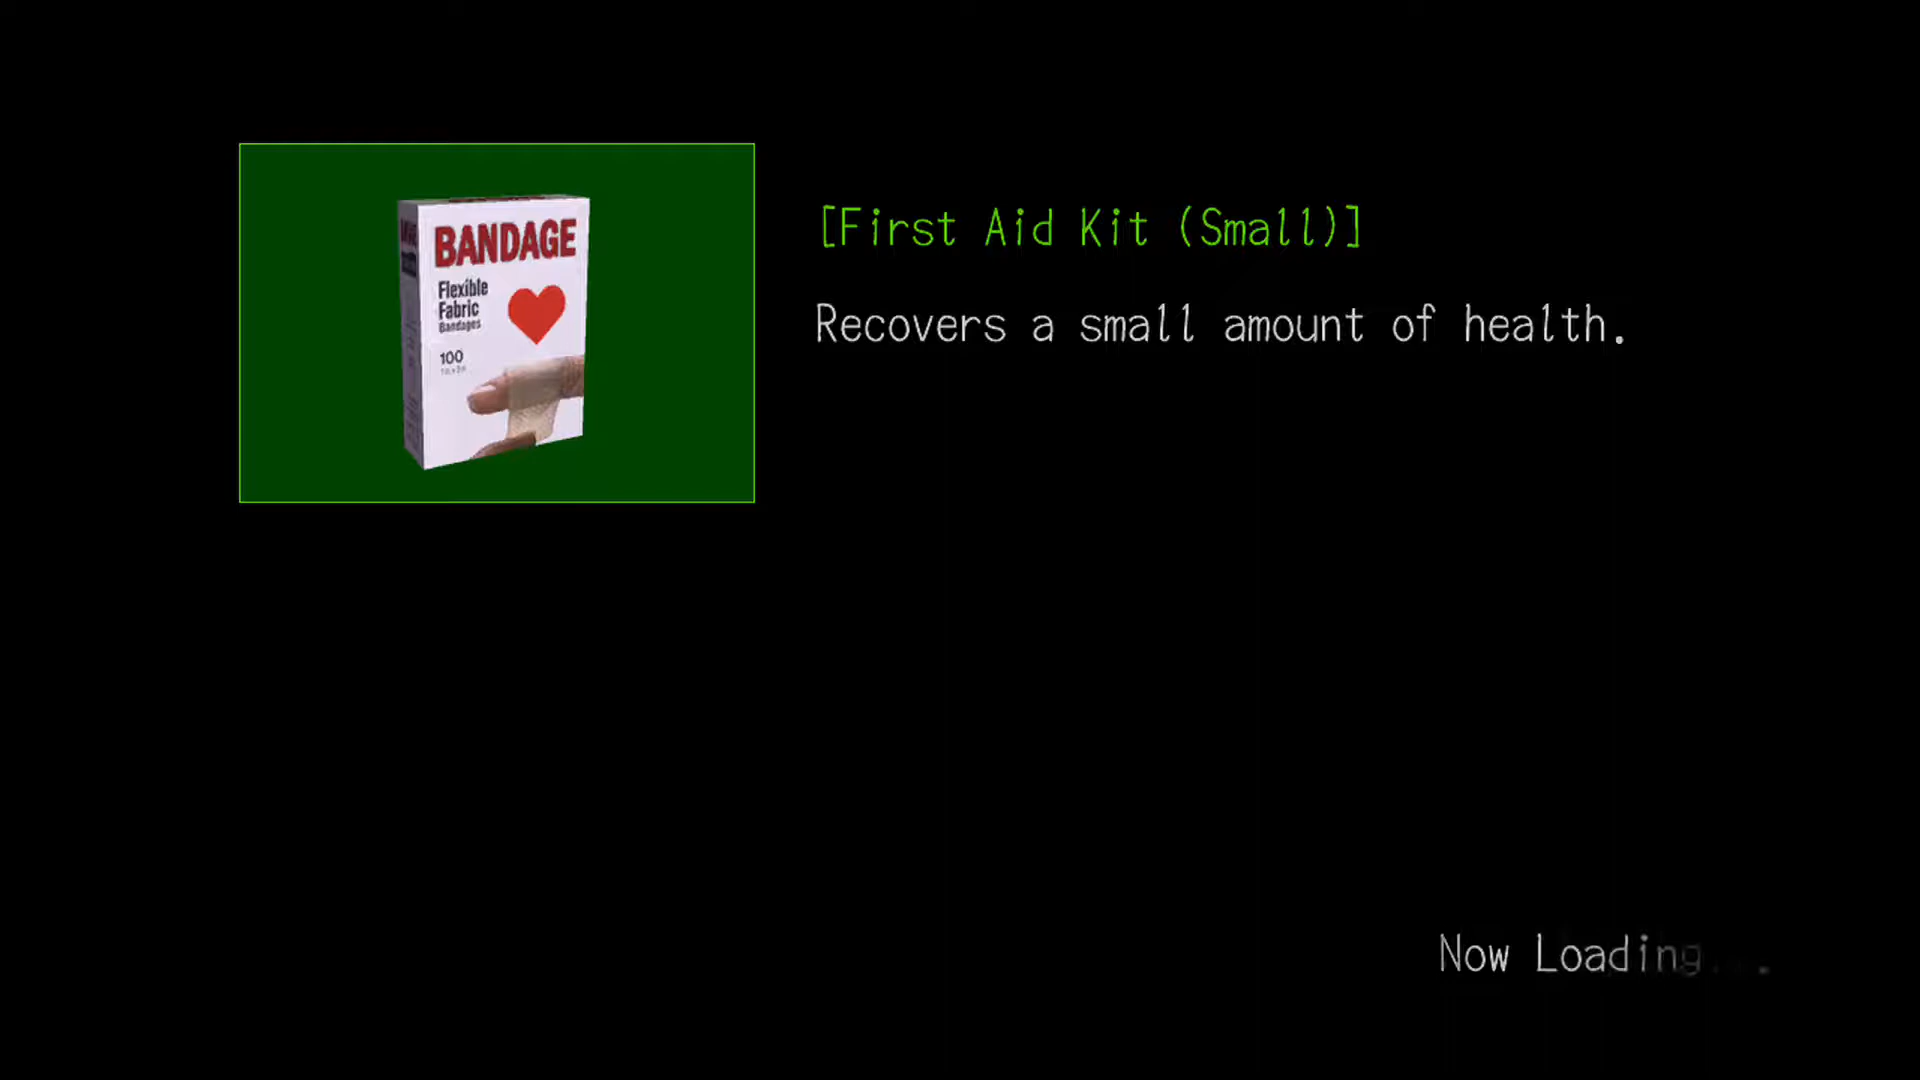 [First Aid Kit (Small)]
Recovers a small amount of health.
BANDAGE
Flexible
Fabric
Bandages
100
Now Loading...